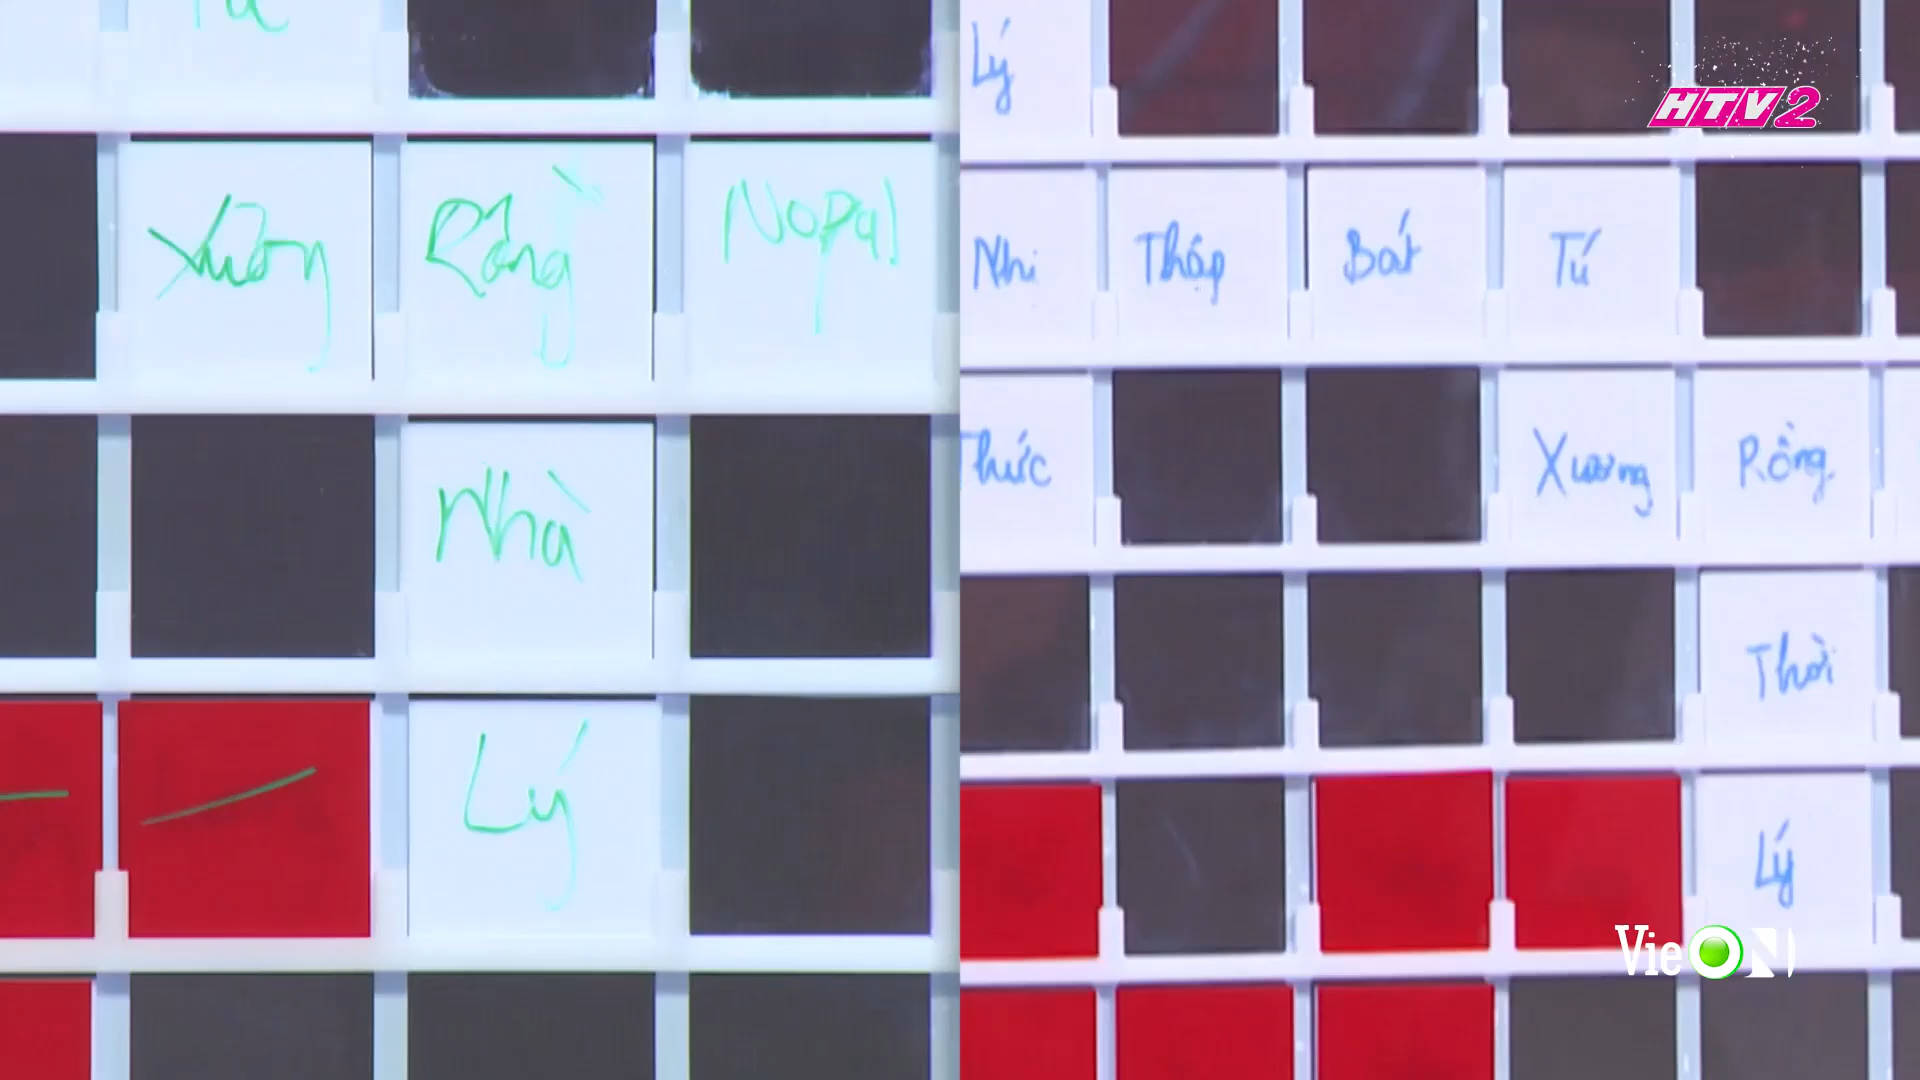 Lý
HTV2
Xương Rồng Nopal
Nhi Tháp Bát Tú
Nhà
Thức Xương Rồng
Thời
Lý
Lý
VieON